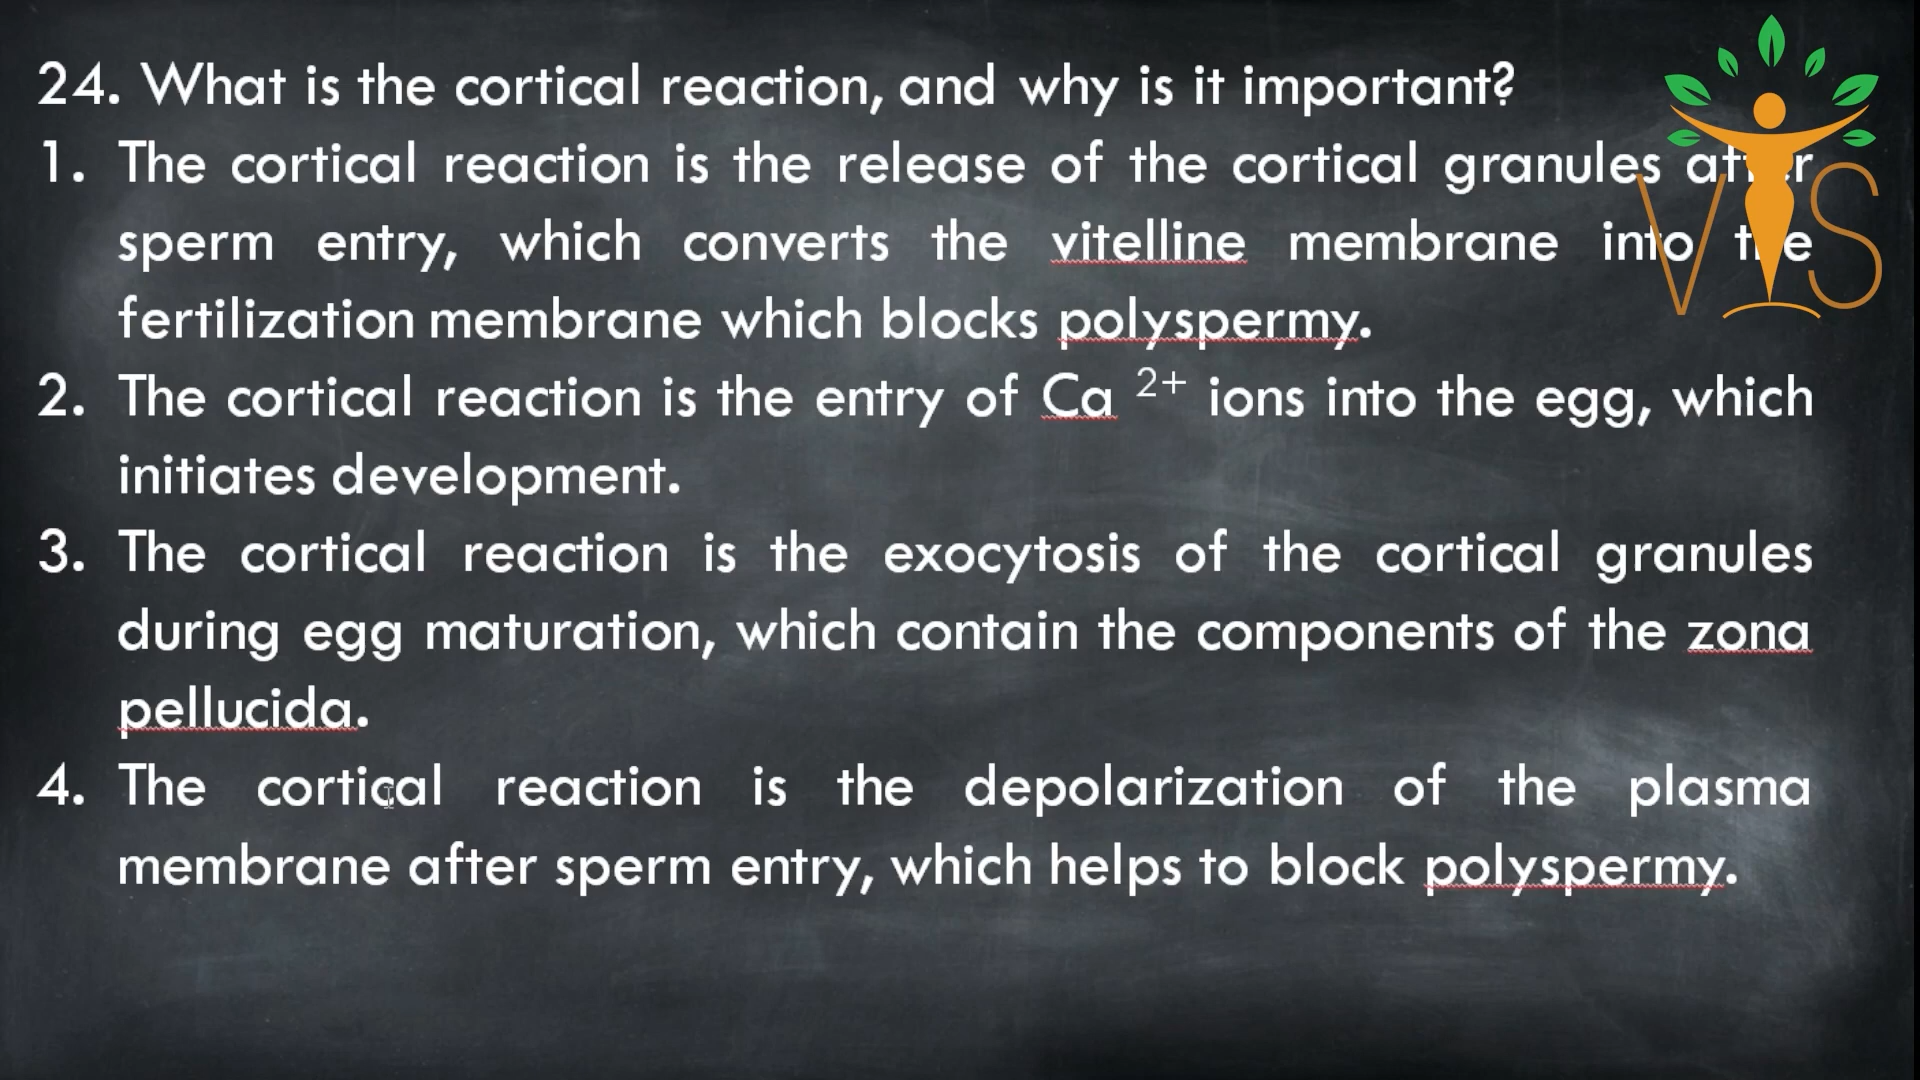 24. What is the cortical reaction, and why is it important?
1. The cortical reaction is the release of the cortical granules after
sperm entry, which converts the vitelline membrane into the
fertilization membrane which blocks polyspermy.
2. The cortical reaction is the entry of Ca 2+ ions into the egg, which
initiates development.
3. The cortical reaction is the exocytosis of the cortical granules
during egg maturation, which contain the components of the zona
pellucida.
4. The cortical reaction is the depolarization of the plasma
membrane after sperm entry, which helps to block polyspermy.
VIS